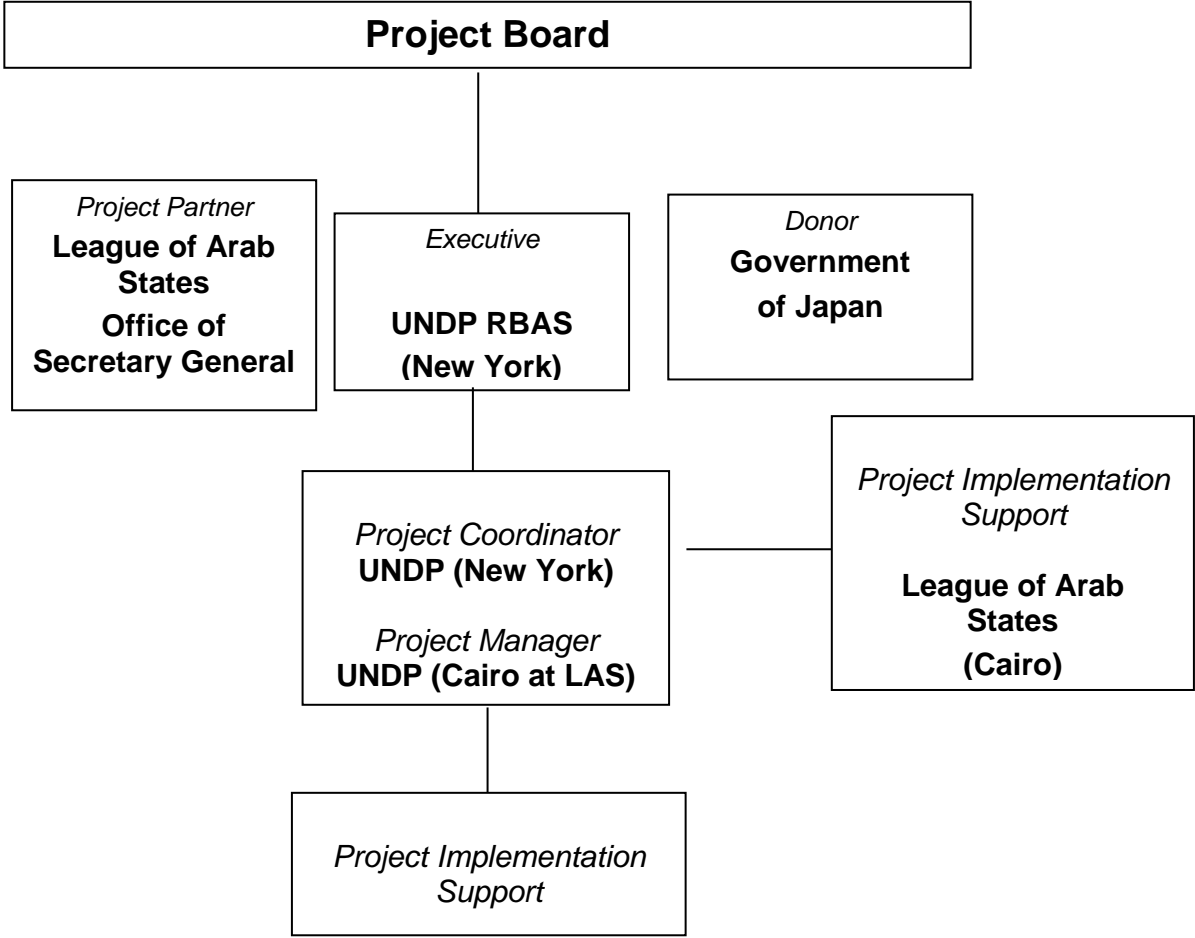 Project Board
Project Partner
League of Arab
States
Office of
Secretary General
Executive
UNDP RBAS
(New York)
Donor
Government
of Japan
Project Coordinator
UNDP (New York)
Project Manager
UNDP (Cairo at LAS)
Project Implementation
Support
League of Arab
States
(Cairo)
Project Implementation
Support